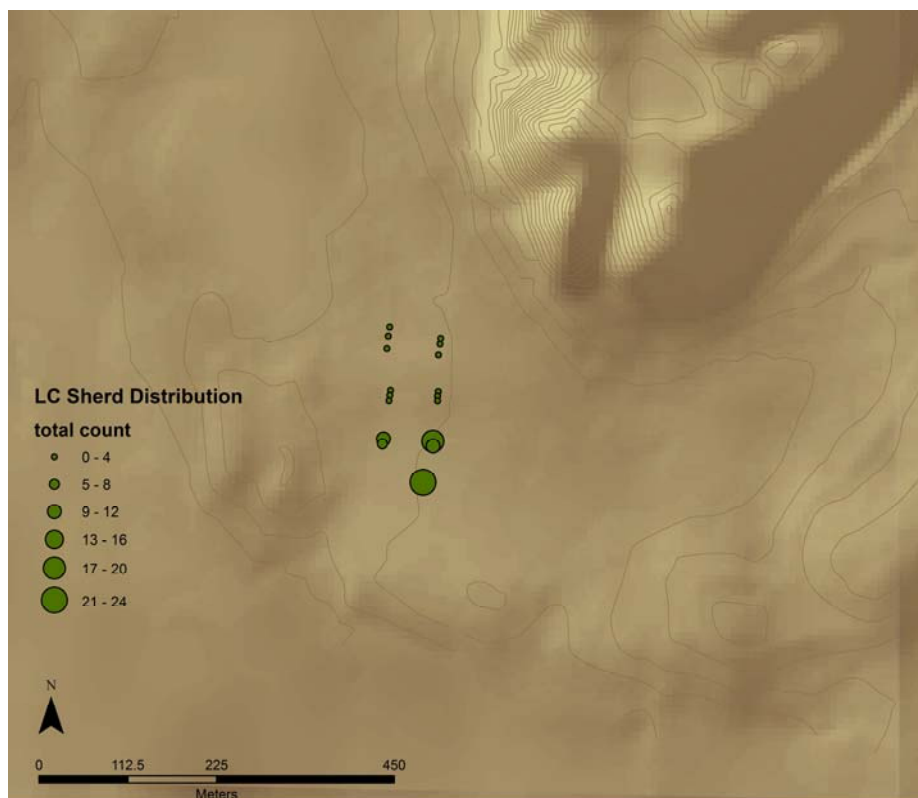 LC Sherd Distribution
total count
0 - 4
5 - 8
9 - 12
13 - 16
17 - 20
21 - 24
N
0 112.5 225 450
Meters